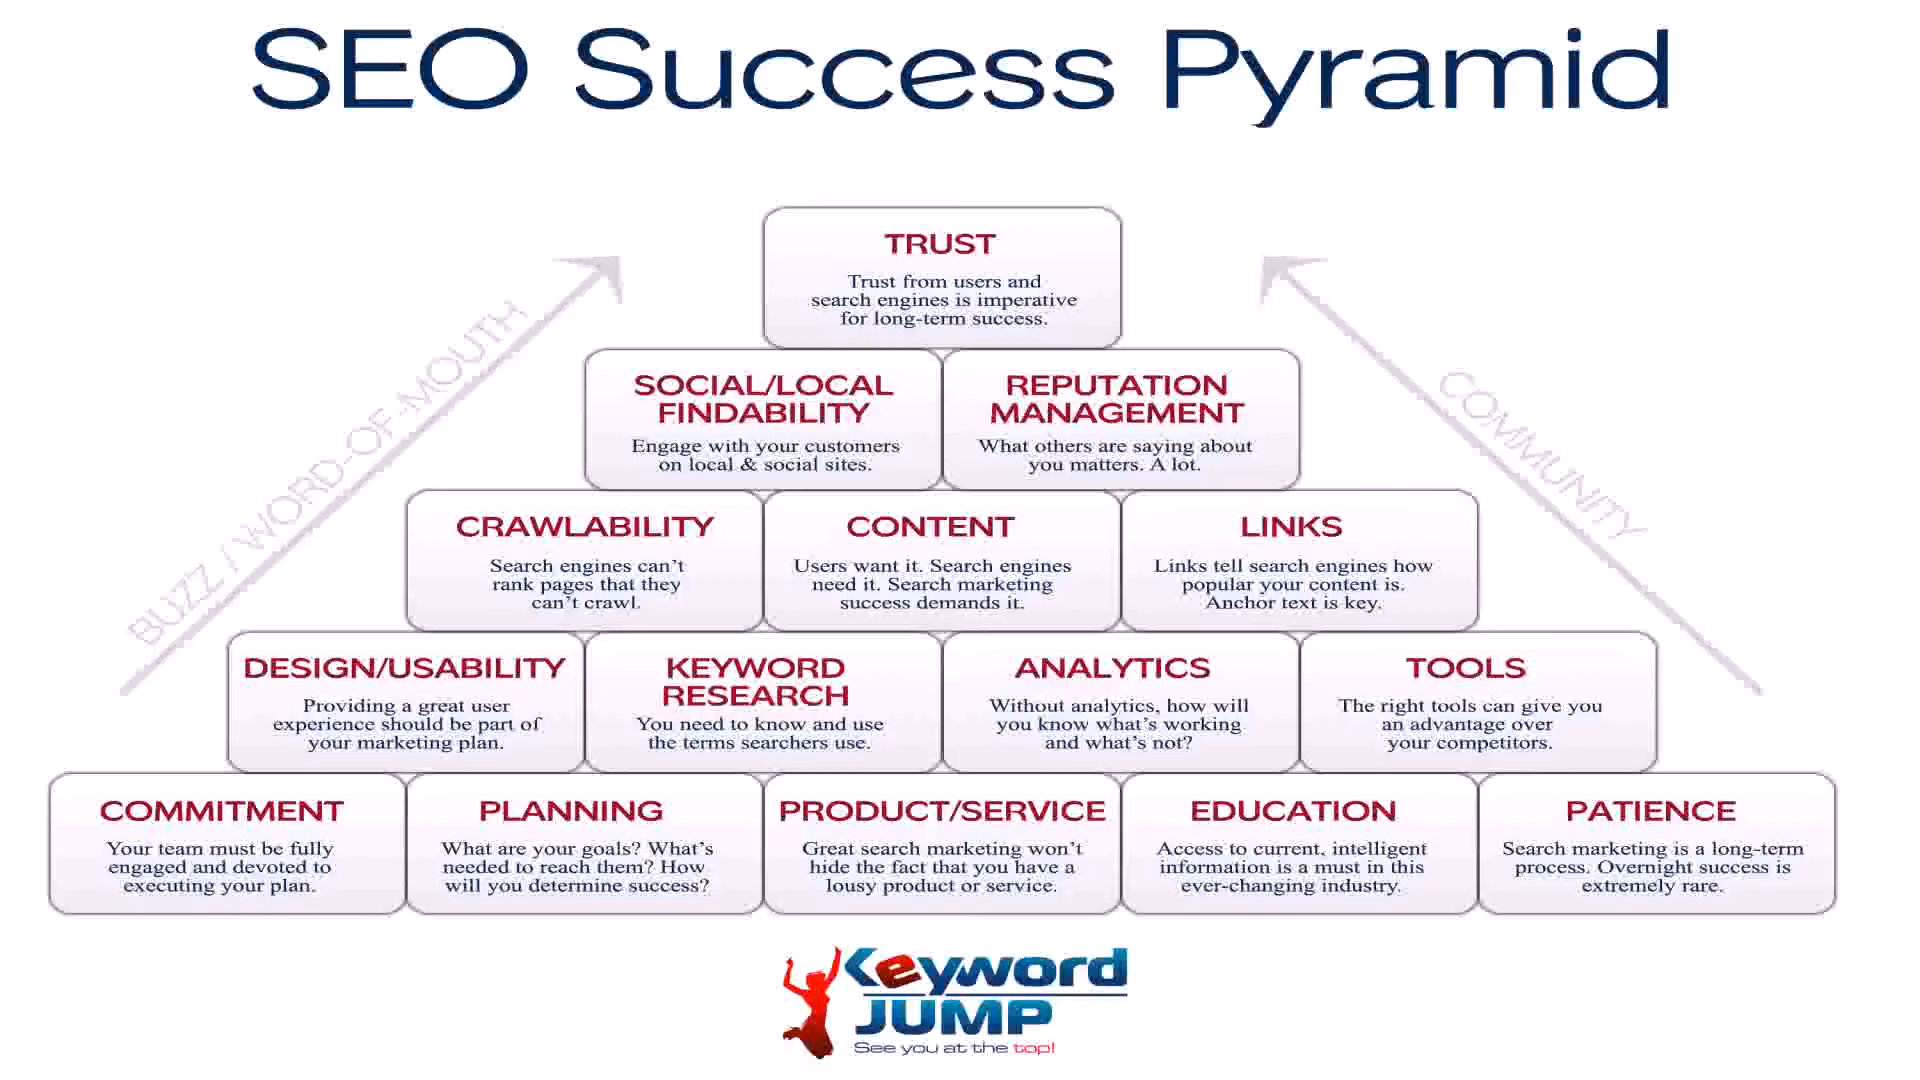 SEO Success Pyramid
TRUST
Trust from users and
search engines is imperative
for long-term success.
BUZZ / WORD-OF-MOUTH
COMMUNITY
SOCIAL/LOCAL
FINDABILITY
Engage with your customers
on local & social sites.
REPUTATION
MANAGEMENT
What others are saying about
you matters. A lot.
CRAWLABILITY
Search engines can't
rank pages that they
can't crawl.
CONTENT
Users want it. Search engines
need it. Search marketing
success demands it.
LINKS
Links tell search engines how
popular your content is.
Anchor text is key.
DESIGN/USABILITY
Providing a great user
experience should be part of
your marketing plan.
KEYWORD
RESEARCH
You need to know and use
the terms searchers use.
ANALYTICS
Without analytics, how will
you know what's working
and what's not?
TOOLS
The right tools can give you
an advantage over
your competitors.
COMMITMENT
Your team must be fully
engaged and devoted to
executing your plan.
PLANNING
What are your goals? What's
needed to reach them? How
will you determine success?
PRODUCT/SERVICE
Great search marketing won't
hide the fact that you have a
lousy product or service.
EDUCATION
Access to current, intelligent
information is a must in this
ever-changing industry.
PATIENCE
Search marketing is a long-term
process. Overnight success is
extremely rare.
Keyword
JUMP
See you at the top!